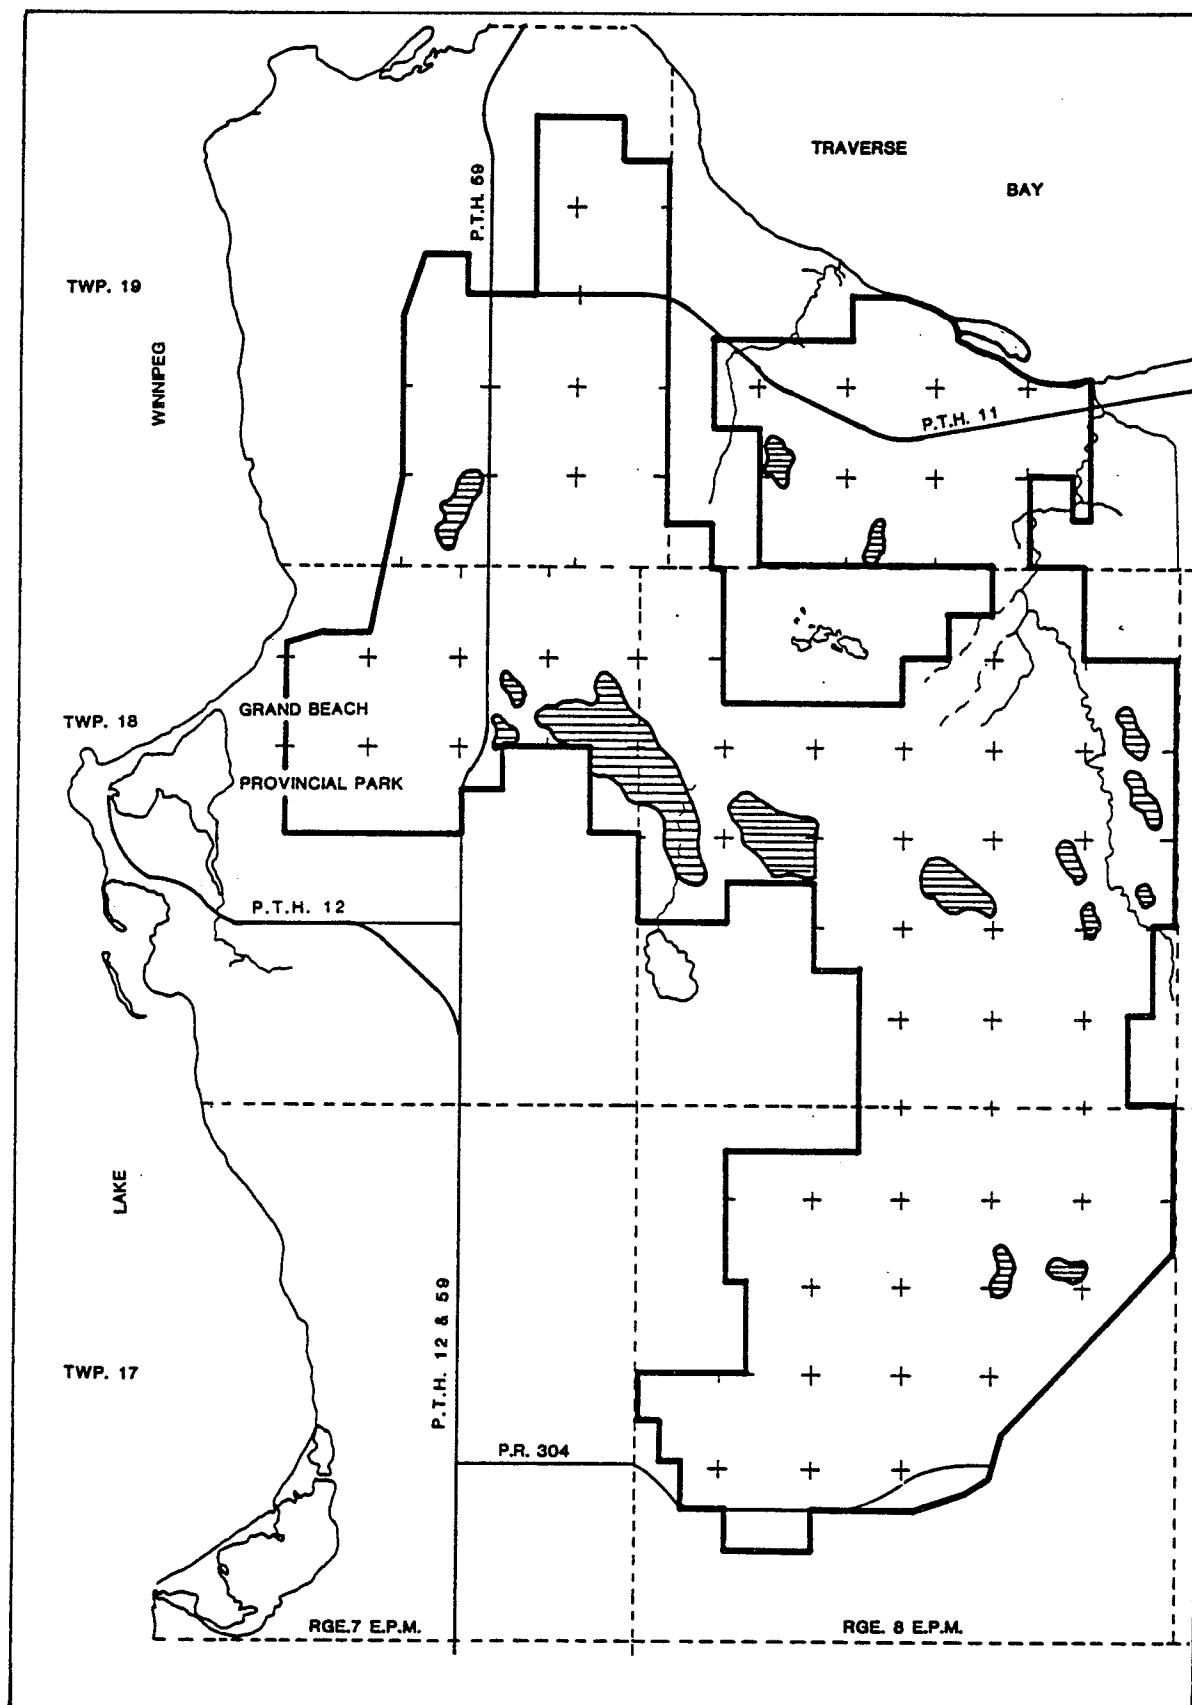 TRAVERSE
BAY
P.T.H. 59
TWP. 19
WINNIPEG
P.T.H. 11
GRAND BEACH
TWP. 18
PROVINCIAL PARK
P.T.H. 12
LAKE
P.T.H. 12 & 59
TWP. 17
P.R. 304
RGE.7 E.P.M.
RGE. 8 E.P.M.